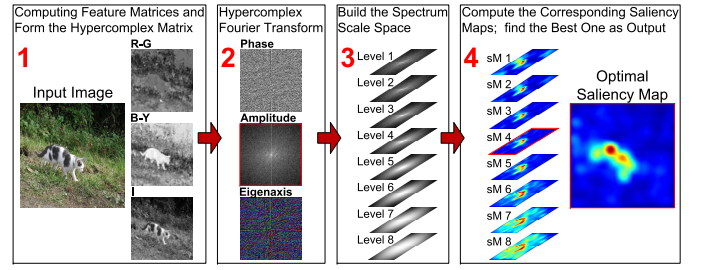 Computing Feature Matrices and
Form the Hypercomplex Matrix
1
Input Image
R-G
B-Y
I
Hypercomplex
Fourier Transform
2
Phase
Amplitude
Eigenaxis
Build the Spectrum
Scale Space
3
Level 1
Level 2
Level 3
Level 4
Level 5
Level 6
Level 7
Level 8
Compute the Corresponding Saliency
Maps; find the Best One as Output
4
sM 1
sM 2
sM 3
sM 4
sM 5
sM 6
sM 7
sM 8
Optimal
Saliency Map